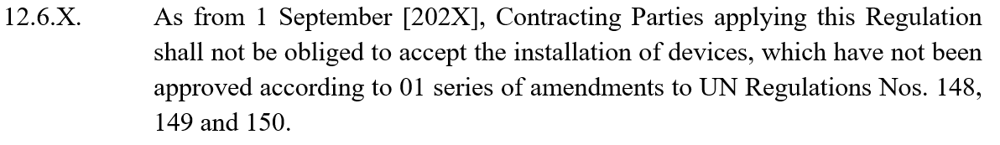 12.6.X. As from 1 September [202X], Contracting Parties applying this Regulation
shall not be obliged to accept the installation of devices, which have not been
approved according to 01 series of amendments to UN Regulations Nos. 148,
149 and 150.